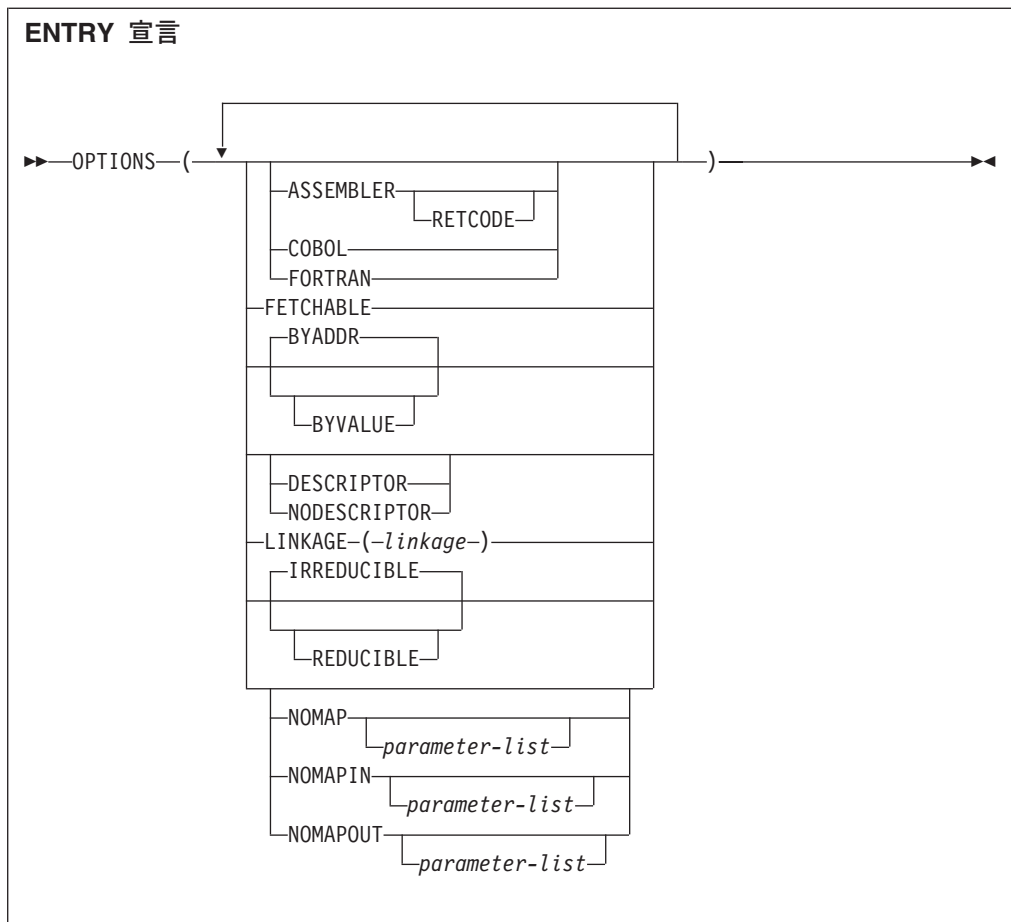 ENTRY 宣言
OPTIONS ( )
ASSEMBLER
RETCODE
COBOL
FORTRAN
FETCHABLE
BYADDR
BYVALUE
DESCRIPTOR
NODESCRIPTOR
LINKAGE (linkage)
IRREDUCIBLE
REDUCIBLE
NOMAP
parameter-list
NOMAPIN
parameter-list
NOMAPOUT
parameter-list